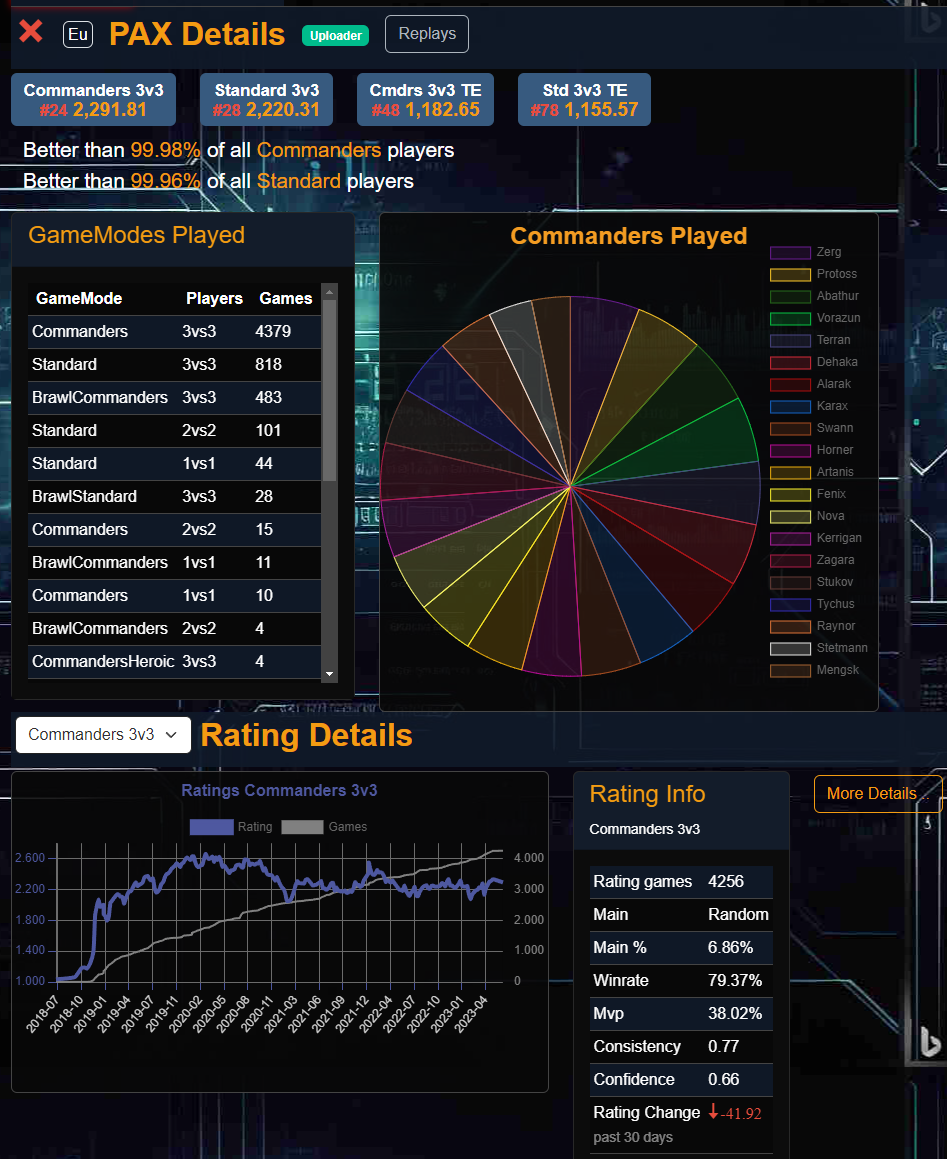 Eu PAX Details Uploader Replays
Commanders 3v3
#24 2,291.81
Standard 3v3
#28 2,220.31
Cmdrs 3v3 TE
#48 1,182.65
Std 3v3 TE
#78 1,155.57
Better than 99.98% of all Commanders players
Better than 99.96% of all Standard players
GameModes Played
GameMode Players Games
Commanders 3vs3 4379
Standard 3vs3 818
BrawlCommanders 3vs3 483
Standard 2vs2 101
Standard 1vs1 44
BrawlStandard 3vs3 28
Commanders 2vs2 15
BrawlCommanders 1vs1 11
Commanders 1vs1 10
BrawlCommanders 2vs2 4
CommandersHeroic 3vs3 4
Commanders Played
Zerg
Protoss
Abathur
Vorazun
Terran
Dehaka
Alarak
Karax
Swann
Horner
Artanis
Fenix
Nova
Kerrigan
Zagara
Stukov
Tychus
Raynor
Stetmann
Mengsk
Commanders 3v3
Rating Details
Ratings Commanders 3v3
Rating Games
2.600 4.000
2.200 3.000
1.800 2.000
1.400 1.000
1.000 0
2018-07 2018-10 2019-01 2019-04 2019-07 2019-11 2020-02 2020-05 2020-08 2020-11 2021-03 2021-06 2021-09 2021-12 2022-04 2022-07 2022-10 2023-01 2023-04
Rating Info
Commanders 3v3
Rating games 4256
Main Random
Main % 6.86%
Winrate 79.37%
Mvp 38.02%
Consistency 0.77
Confidence 0.66
Rating Change -41.92
past 30 days
More Details ..